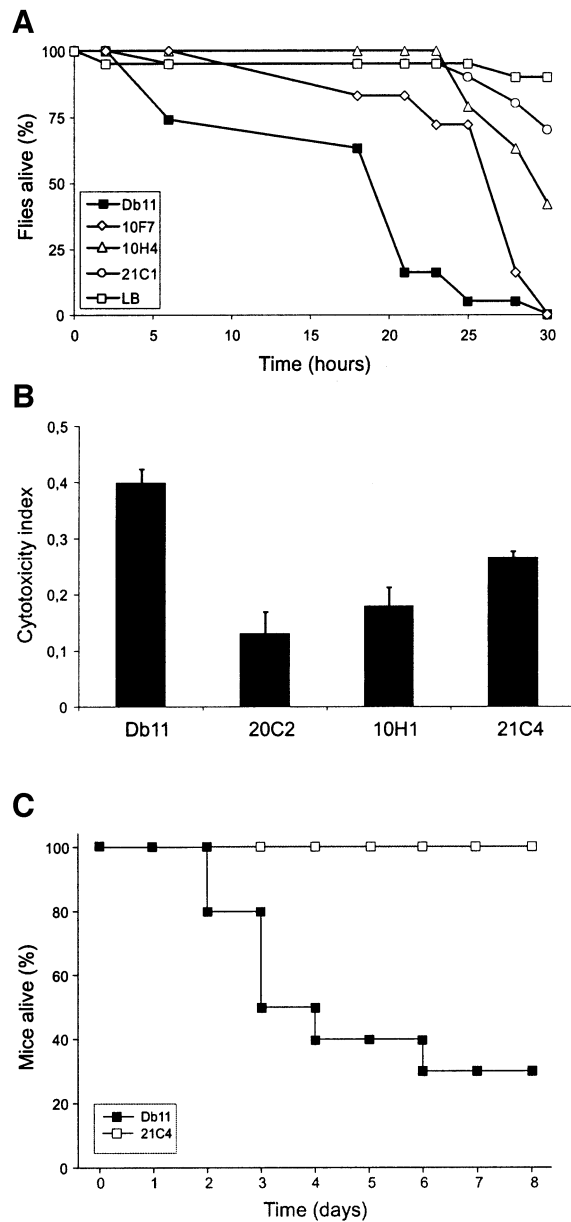 A
100
75
50
25
0
Flies alive (%)
Db11
10F7
10H4
21C1
LB
0 5 10 15 20 25 30
Time (hours)
B
0,5
0,4
0,3
0,2
0,1
0
Cytotoxicity index
Db11 20C2 10H1 21C4
C
100
80
60
40
20
0
Mice alive (%)
Db11
21C4
0 1 2 3 4 5 6 7 8
Time (days)